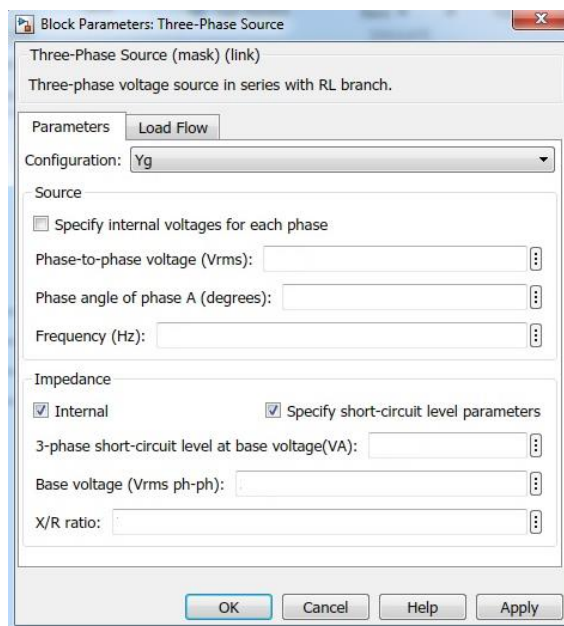 Block Parameters: Three-Phase Source
Three-Phase Source (mask) (link)
Three-phase voltage source in series with RL branch.
Parameters
Load Flow
Configuration: Yg
Source
Specify internal voltages for each phase
Phase-to-phase voltage (Vrms):
Phase angle of phase A (degrees):
Frequency (Hz):
Impedance
Internal
Specify short-circuit level parameters
3-phase short-circuit level at base voltage(VA):
Base voltage (Vrms ph-ph):
X/R ratio:
OK
Cancel
Help
Apply